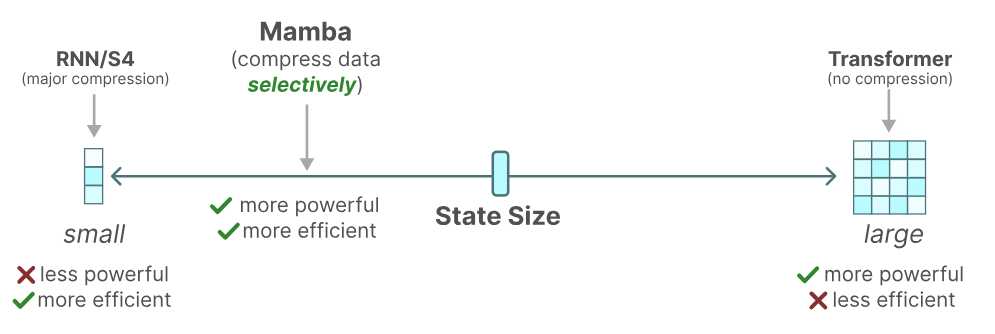 RNN/S4
(major compression)
Mamba
(compress data
selectively)
Transformer
(no compression)
more powerful
more efficient
State Size
small
less powerful
more efficient
large
more powerful
less efficient